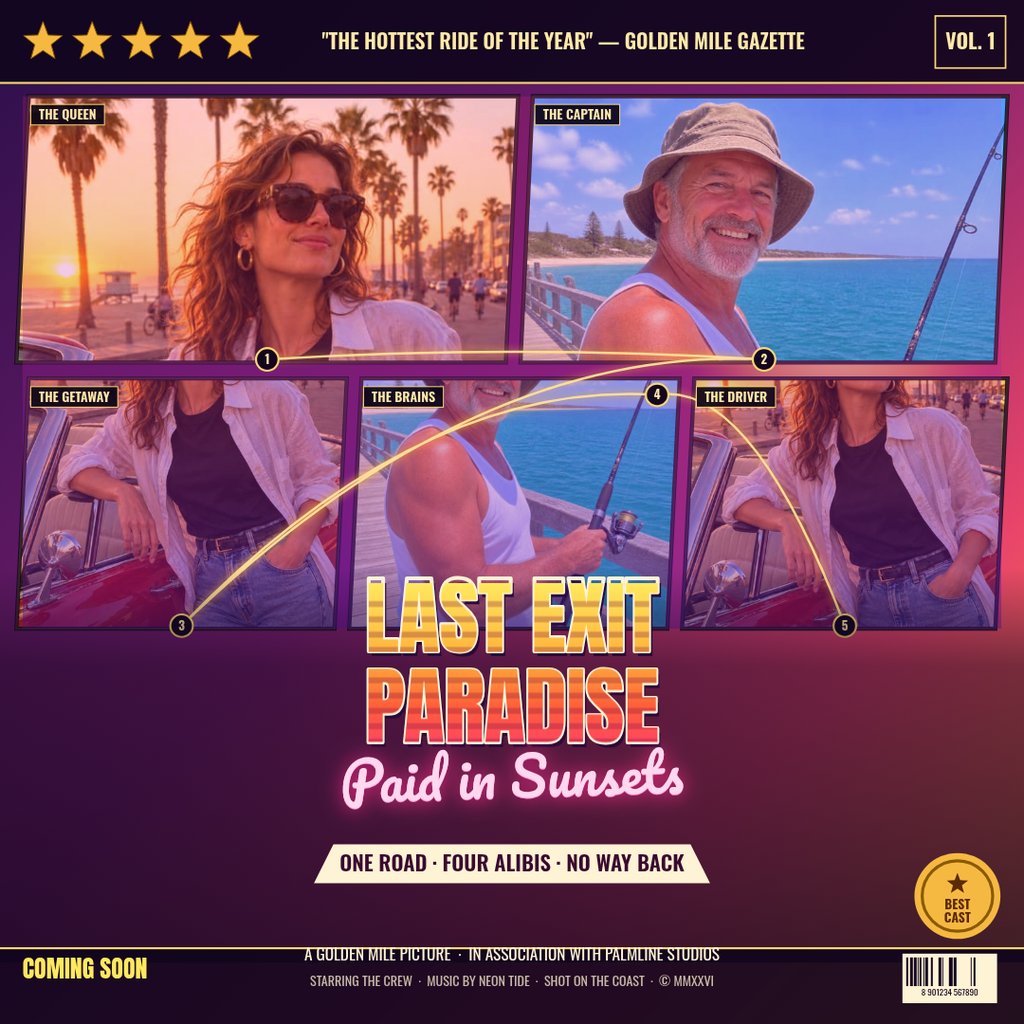 "THE HOTTEST RIDE OF THE YEAR" — GOLDEN MILE GAZETTE
VOL. 1
THE QUEEN
THE CAPTAIN
1
2
THE GETAWAY
THE BRAINS
4
THE DRIVER
3
5
LAST EXIT
PARADISE
Paid in Sunsets
ONE ROAD · FOUR ALIBIS · NO WAY BACK
BEST
CAST
A GOLDEN MILE PICTURE · IN ASSOCIATION WITH PALMLINE STUDIOS
COMING SOON
STARRING THE CREW · MUSIC BY NEON TIDE · SHOT ON THE COAST · © MMXXVI
8 901234 567890